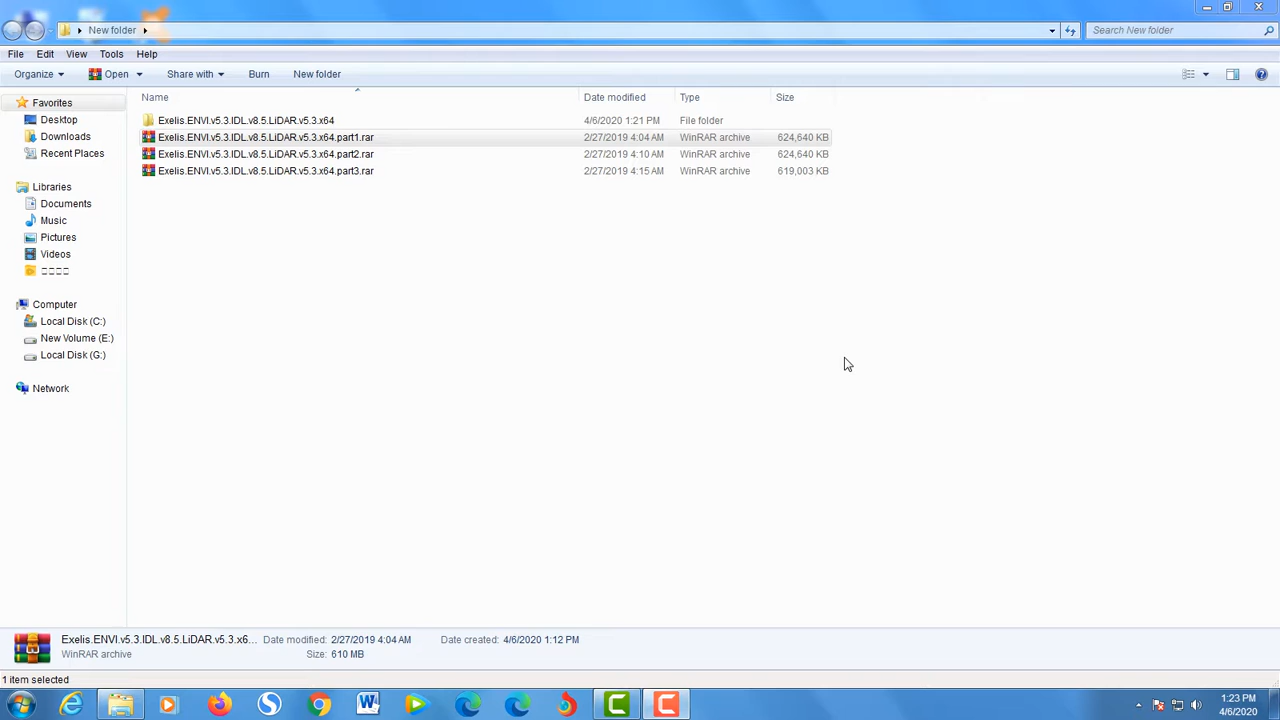 New folder
Search New folder
File Edit View Tools Help
Organize Open Share with Burn New folder
Name Date modified Type Size
Favorites
Desktop
Downloads
Recent Places
Libraries
Documents
Music
Pictures
Videos
Computer
Local Disk (C:)
New Volume (E:)
Local Disk (G:)
Network
Exelis.ENVI.v5.3.IDL.v8.5.LiDAR.v5.3.x64 4/6/2020 1:21 PM File folder
Exelis.ENVI.v5.3.IDL.v8.5.LiDAR.v5.3.x64.part1.rar 2/27/2019 4:04 AM WinRAR archive 624,640 KB
Exelis.ENVI.v5.3.IDL.v8.5.LiDAR.v5.3.x64.part2.rar 2/27/2019 4:10 AM WinRAR archive 624,640 KB
Exelis.ENVI.v5.3.IDL.v8.5.LiDAR.v5.3.x64.part3.rar 2/27/2019 4:15 AM WinRAR archive 619,003 KB
Exelis.ENVI.v5.3.IDL.v8.5.LiDAR.v5.3.x6... Date modified: 2/27/2019 4:04 AM Date created: 4/6/2020 1:12 PM
WinRAR archive Size: 610 MB
1 item selected
1:23 PM
4/6/2020